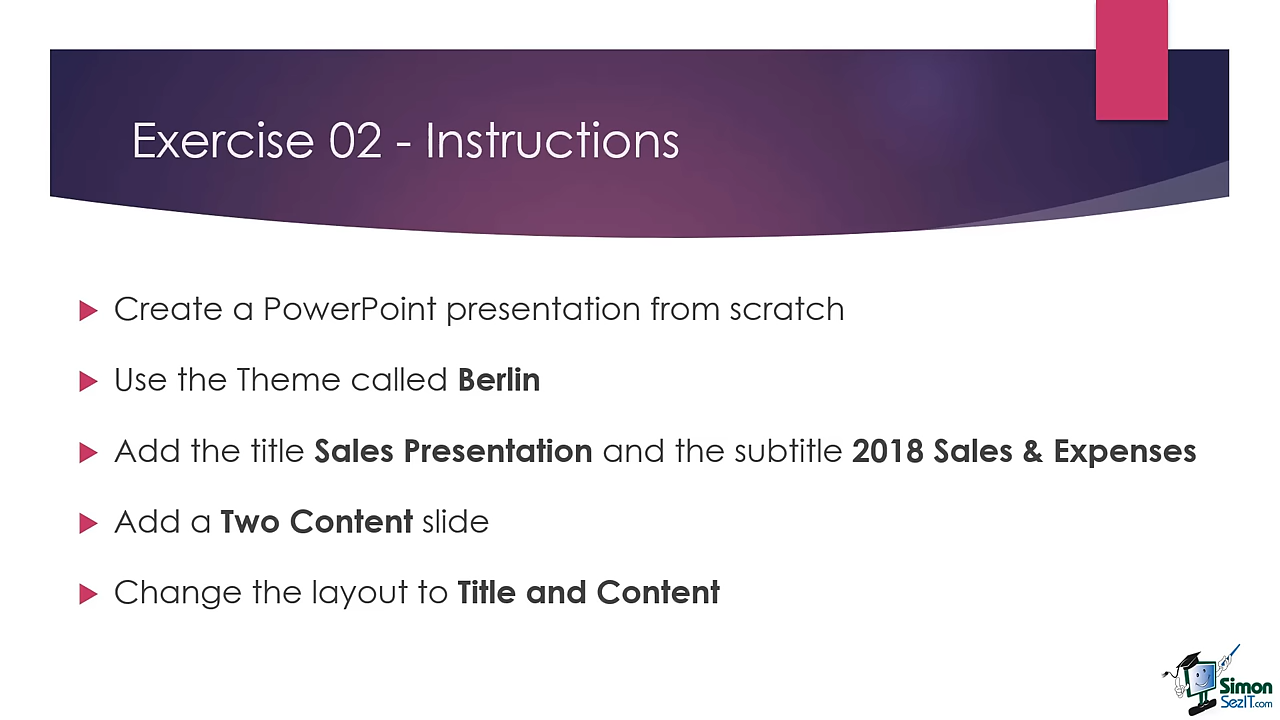 Exercise 02 - Instructions
Create a PowerPoint presentation from scratch
Use the Theme called Berlin
Add the title Sales Presentation and the subtitle 2018 Sales & Expenses
Add a Two Content slide
Change the layout to Title and Content
Simon
SezIT.com